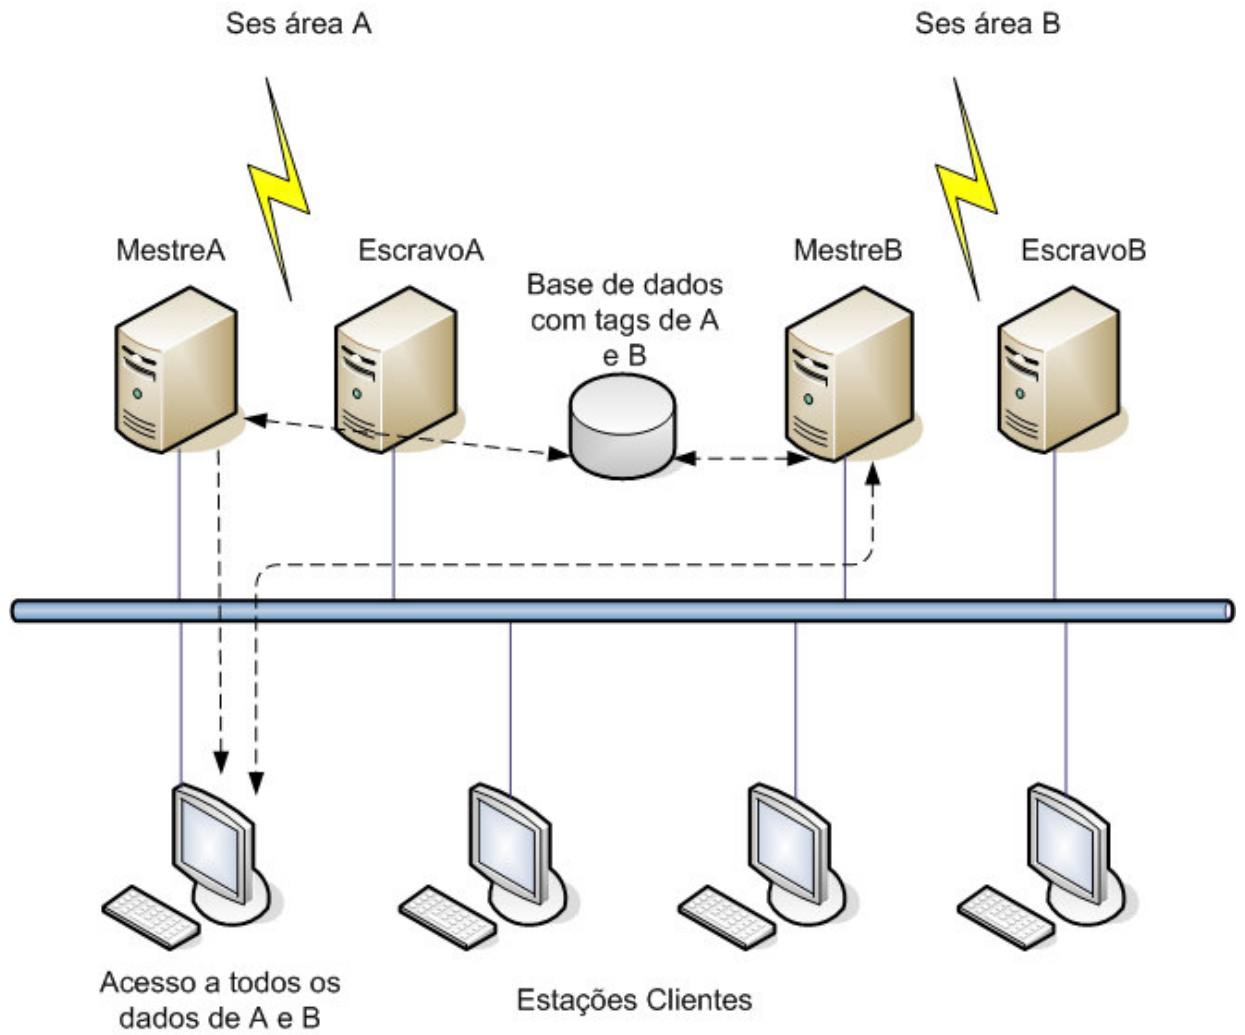 Ses área A
Ses área B
MestreA
EscravoA
Base de dados
com tags de A
e B
MestreB
EscravoB
Acesso a todos os
dados de A e B
Estações Clientes